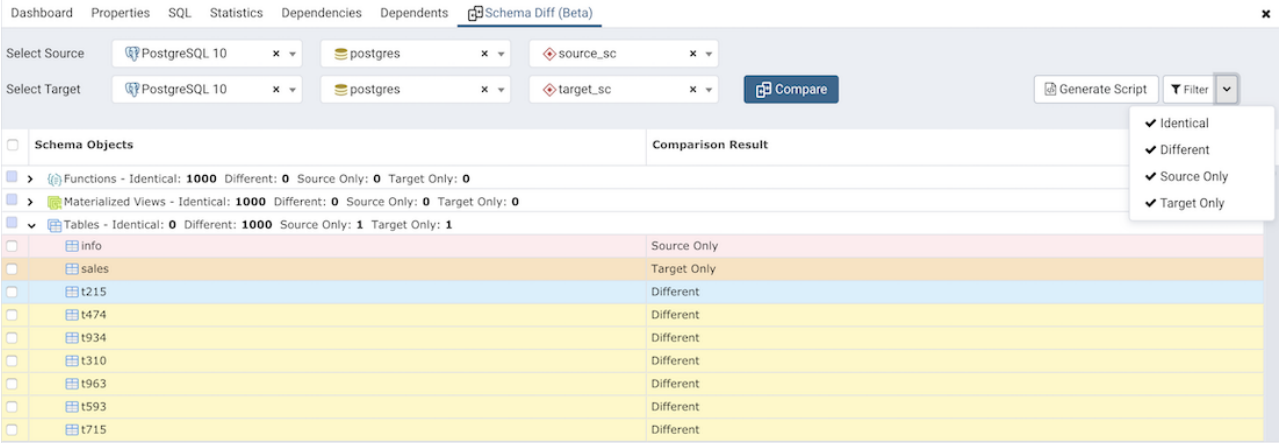 Dashboard Properties SQL Statistics Dependencies Dependents Schema Diff (Beta)
Select Source PostgreSQL 10 postgres source_sc
Select Target PostgreSQL 10 postgres target_sc Compare Generate Script Filter
Identical
Different
Source Only
Target Only
Schema Objects Comparison Result
Functions - Identical: 1000 Different: 0 Source Only: 0 Target Only: 0
Materialized Views - Identical: 1000 Different: 0 Source Only: 0 Target Only: 0
Tables - Identical: 0 Different: 1000 Source Only: 1 Target Only: 1
info Source Only
sales Target Only
t215 Different
t474 Different
t934 Different
t310 Different
t963 Different
t593 Different
t715 Different